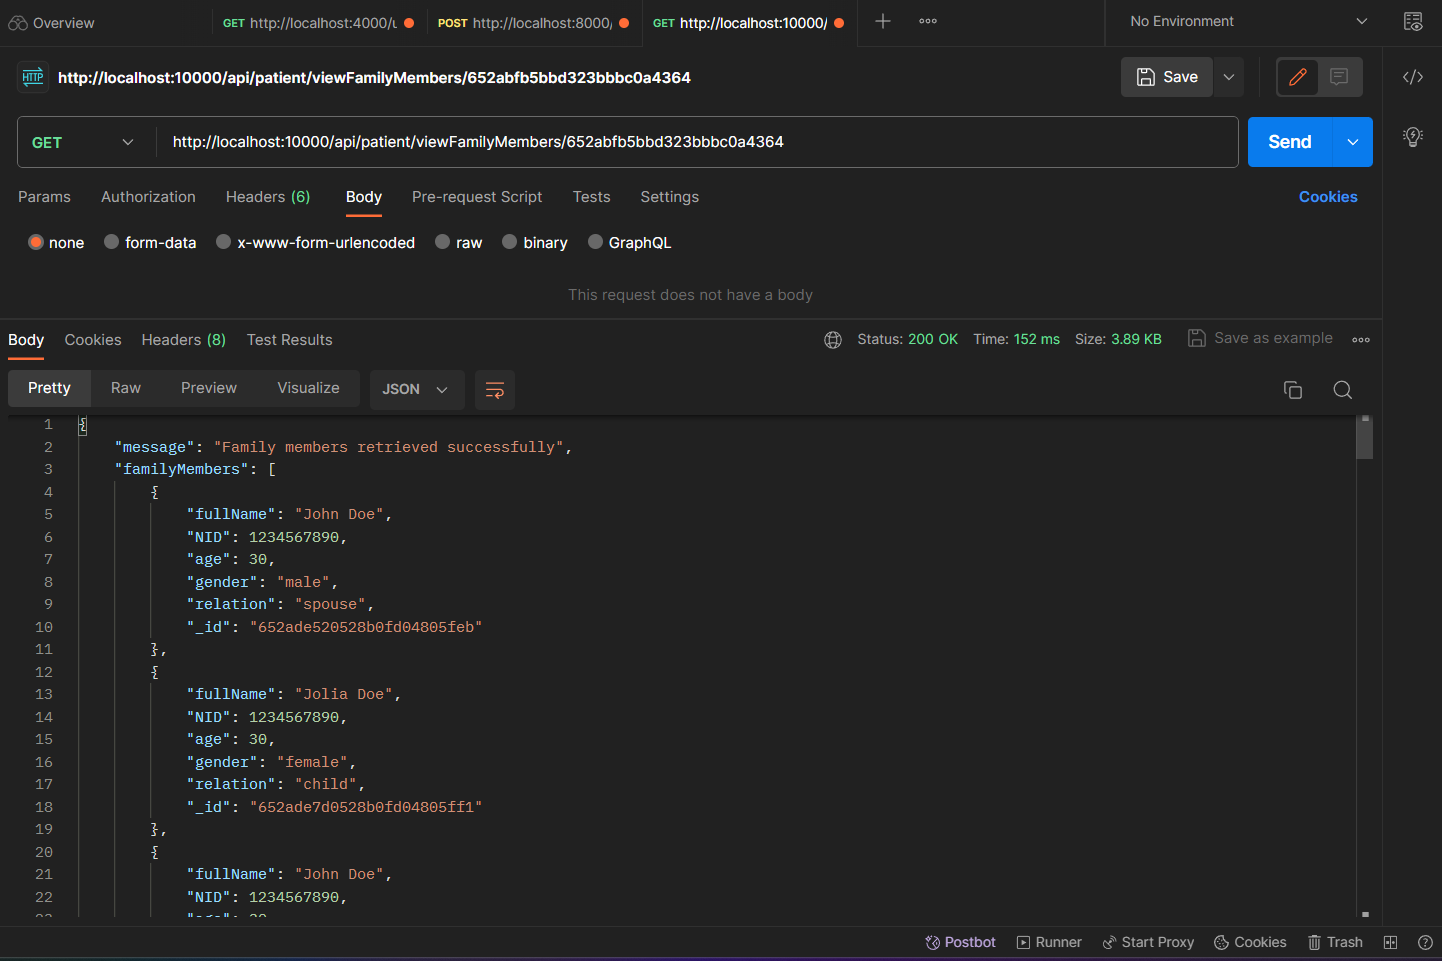 Overview
GET http://localhost:4000/u
POST http://localhost:8000/
GET http://localhost:10000/
No Environment
HTTP http://localhost:10000/api/patient/viewFamilyMembers/652abfb5bbd323bbbc0a4364
Save
GET http://localhost:10000/api/patient/viewFamilyMembers/652abfb5bbd323bbbc0a4364
Send
Params Authorization Headers (6) Body Pre-request Script Tests Settings Cookies
none form-data x-www-form-urlencoded raw binary GraphQL
This request does not have a body
Body Cookies Headers (8) Test Results Status: 200 OK Time: 152 ms Size: 3.89 KB Save as example
Pretty Raw Preview Visualize JSON
1 {
2 "message": "Family members retrieved successfully",
3 "familyMembers": [
4 {
5 "fullName": "John Doe",
6 "NID": 1234567890,
7 "age": 30,
8 "gender": "male",
9 "relation": "spouse",
10 "_id": "652ade520528b0fd04805feb"
11 },
12 {
13 "fullName": "Jolia Doe",
14 "NID": 1234567890,
15 "age": 30,
16 "gender": "female",
17 "relation": "child",
18 "_id": "652ade7d0528b0fd04805ff1"
19 },
20 {
21 "fullName": "John Doe",
22 "NID": 1234567890,
Postbot Runner Start Proxy Cookies Trash